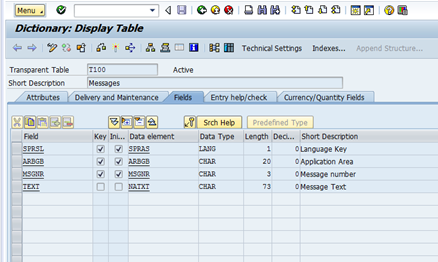 Menu
Dictionary: Display Table
Technical Settings Indexes... Append Structure...
Transparent Table T100 Active
Short Description Messages
Attributes Delivery and Maintenance Fields Entry help/check Currency/Quantity Fields
Srch Help Predefined Type
Field Key Ini... Data element Data Type Length Deci... Short Description
SPRSL SPRAS LANG 1 0 Language Key
ARBGB ARBGB CHAR 20 0 Application Area
MSGNR MSGNR CHAR 3 0 Message number
TEXT NATXT CHAR 73 0 Message Text